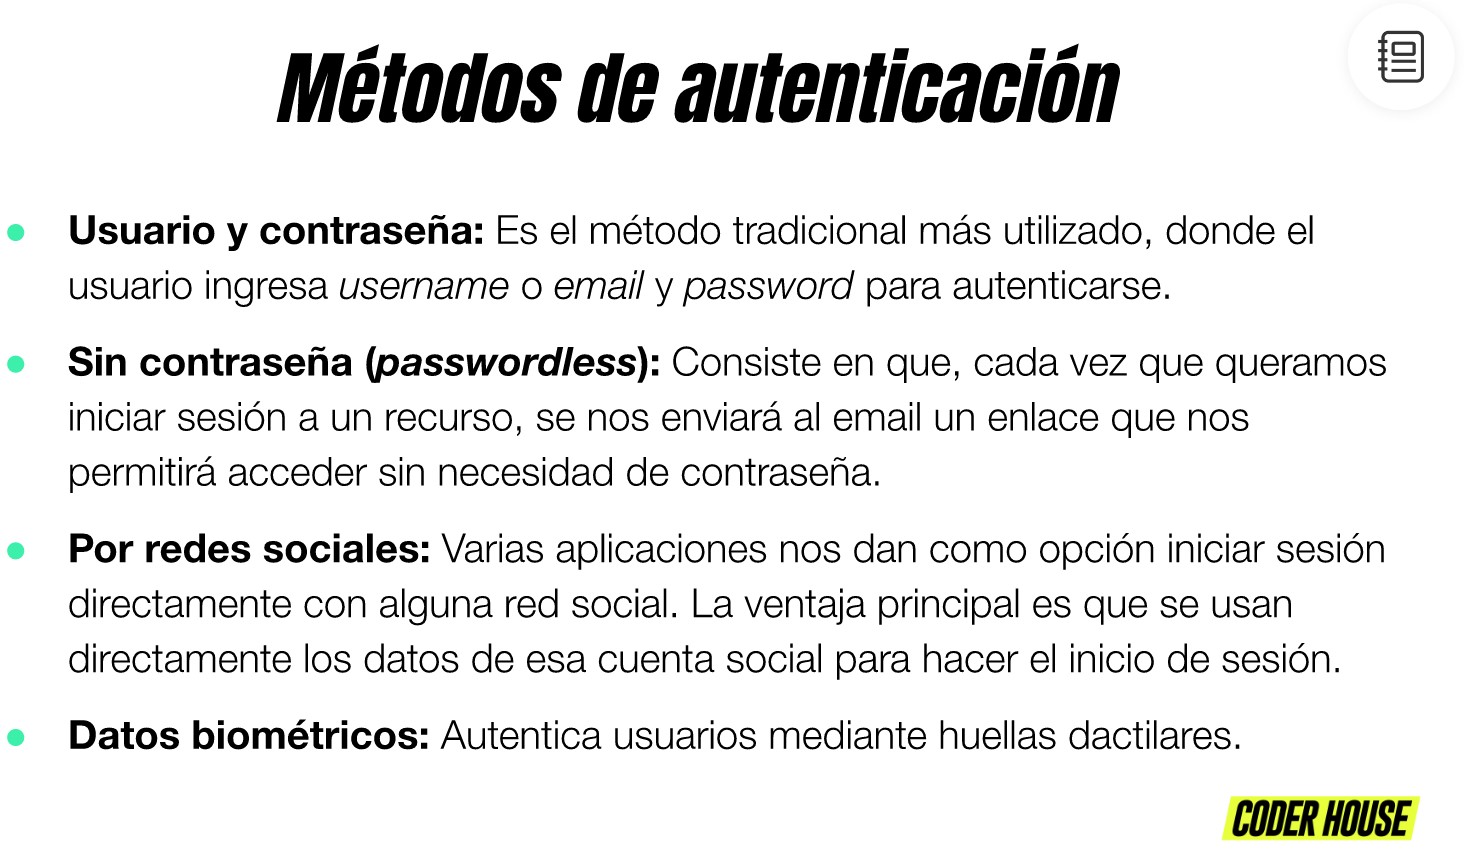 Métodos de autenticación
Usuario y contraseña: Es el método tradicional más utilizado, donde el
usuario ingresa username o email y password para autenticarse.
Sin contraseña (passwordless): Consiste en que, cada vez que queramos
iniciar sesión a un recurso, se nos enviará al email un enlace que nos
permitirá acceder sin necesidad de contraseña.
Por redes sociales: Varias aplicaciones nos dan como opción iniciar sesión
directamente con alguna red social. La ventaja principal es que se usan
directamente los datos de esa cuenta social para hacer el inicio de sesión.
Datos biométricos: Autentica usuarios mediante huellas dactilares.
CODER HOUSE